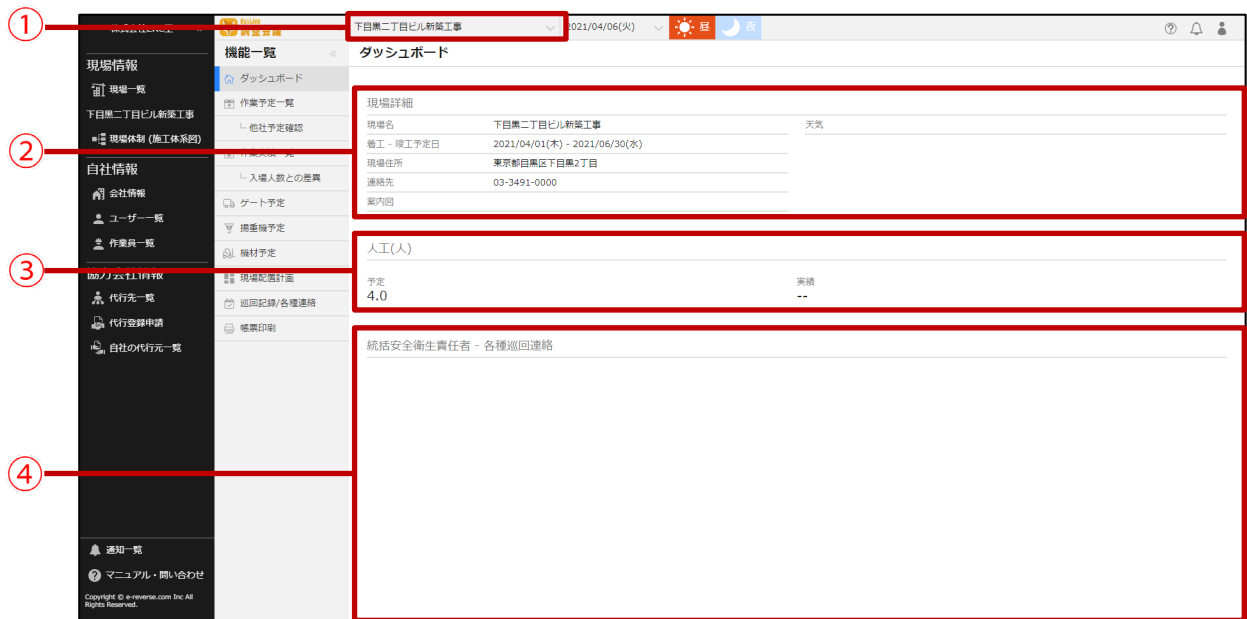 ①
②
③
④
現場情報
現場一覧
下目黒二丁目ビル新築工事
現場体制 (施工体系図)
自社情報
会社情報
ユーザー一覧
作業員一覧
協力会社情報
代行先一覧
代行登録申請
自社の代行元一覧
通知一覧
マニュアル・問い合わせ
Copyright © e-reverse.com Inc All
Rights Reserved.
調整会議
機能一覧 «
ダッシュボード
作業予定一覧
他社予定確認
入場人数との差異
ゲート予定
揚重機予定
機材予定
現場配置計画
巡回記録/各種連絡
帳票印刷
下目黒二丁目ビル新築工事
2021/04/06(火)
昼
夜
ダッシュボード
現場詳細
現場名 下目黒二丁目ビル新築工事 天気
着工 - 竣工予定日 2021/04/01(木) - 2021/06/30(水)
現場住所 東京都目黒区下目黒2丁目
連絡先 03-3491-0000
案内図
人工(人)
予定 実績
4.0 --
統括安全衛生責任者 - 各種巡回連絡